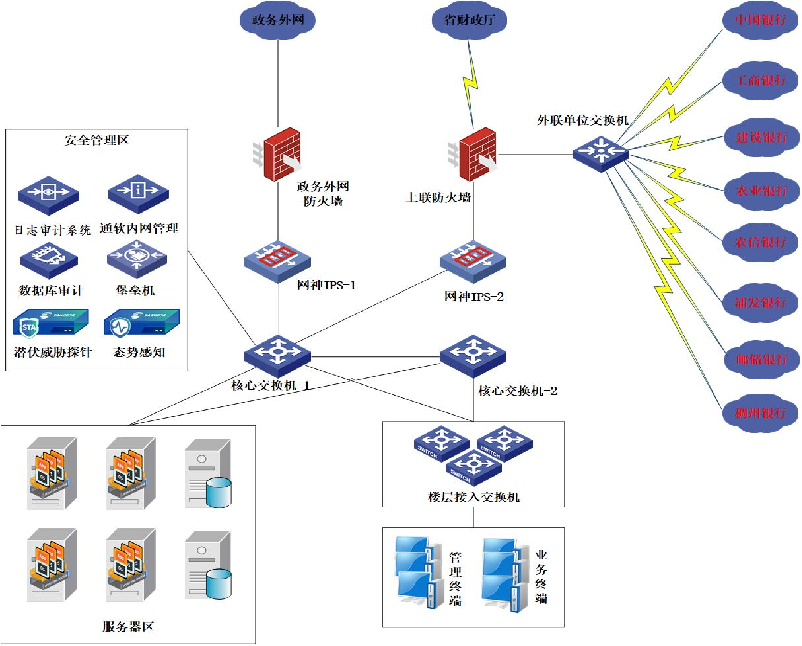 政务外网
省财政厅
中国银行
工商银行
建设银行
农业银行
农信银行
浦发银行
邮储银行
稠州银行
外联单位交换机
安全管理区
日志审计系统
通软内网管理
数据库审计
堡垒机
STA
潜伏威胁探针
态势感知
政务外网
防火墙
上联防火墙
网神IPS-1
网神IPS-2
核心交换机-1
核心交换机-2
SWITCH
SWITCH
SWITCH
楼层接入交换机
管理终端
业务终端
服务器区